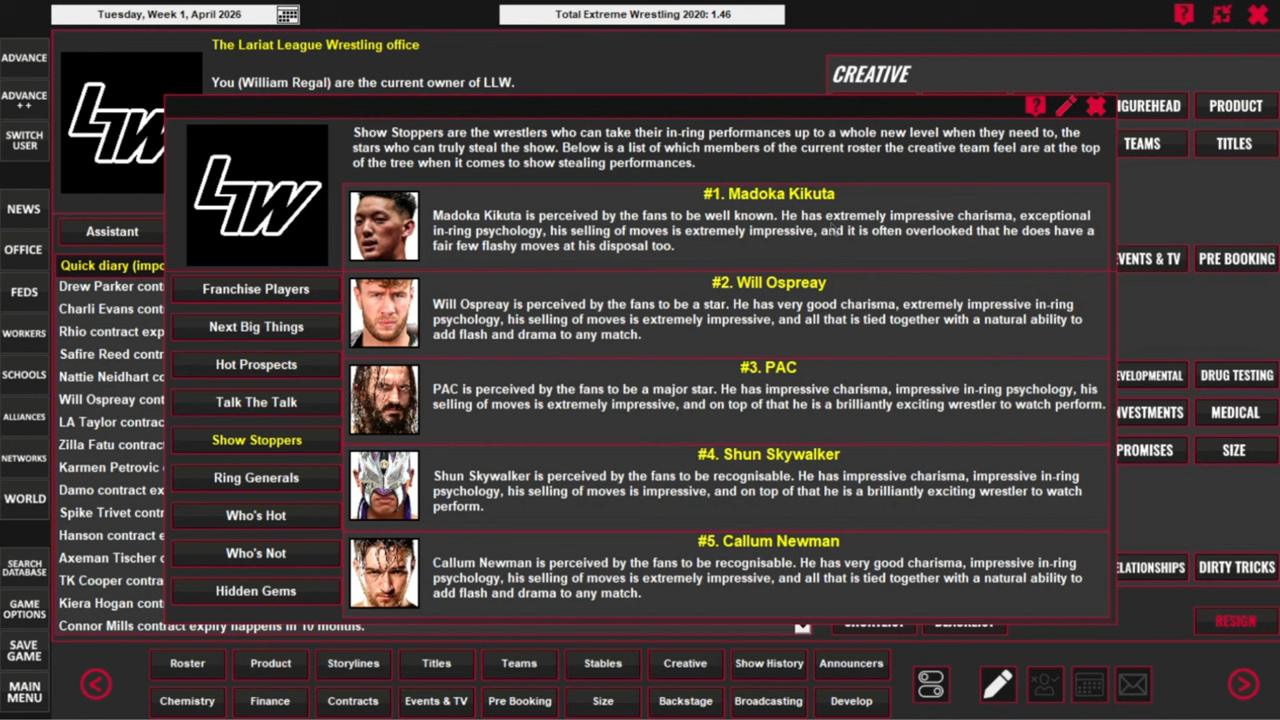 Tuesday, Week 1, April 2026
Total Extreme Wrestling 2020: 1.46
ADVANCE
ADVANCE
++
SWITCH
USER
NEWS
OFFICE
FEDS
WORKERS
SCHOOLS
ALLIANCES
NETWORKS
WORLD
SEARCH
DATABASE
GAME
OPTIONS
SAVE
GAME
MAIN
MENU
The Lariat League Wrestling office
You (William Regal) are the current owner of LLW.
Assistant
Quick diary (impo
Drew Parker cont
Charli Evans cont
Rhio contract exp
Safire Reed contr
Nattie Neidhart co
Will Ospreay cont
LA Taylor contrac
Zilla Fatu contract
Karmen Petrovic
Damo contract ex
Spike Trivet contr
Hanson contract e
Axeman Tischer c
TK Cooper contra
Kiera Hogan cont
Connor Mills contract expiry happens in 10 months.
LLW
Franchise Players
Next Big Things
Hot Prospects
Talk The Talk
Show Stoppers
Ring Generals
Who's Hot
Who's Not
Hidden Gems
Show Stoppers are the wrestlers who can take their in-ring performances up to a whole new level when they need to, the
stars who can truly steal the show. Below is a list of which members of the current roster the creative team feel are at the top
of the tree when it comes to show stealing performances.
#1. Madoka Kikuta
Madoka Kikuta is perceived by the fans to be well known. He has extremely impressive charisma, exceptional
in-ring psychology, his selling of moves is extremely impressive, and it is often overlooked that he does have a
fair few flashy moves at his disposal too.
#2. Will Ospreay
Will Ospreay is perceived by the fans to be a star. He has very good charisma, extremely impressive in-ring
psychology, his selling of moves is extremely impressive, and all that is tied together with a natural ability to
add flash and drama to any match.
#3. PAC
PAC is perceived by the fans to be a major star. He has impressive charisma, impressive in-ring psychology, his
selling of moves is extremely impressive, and on top of that he is a brilliantly exciting wrestler to watch perform.
#4. Shun Skywalker
Shun Skywalker is perceived by the fans to be recognisable. He has impressive charisma, impressive in-ring
psychology, his selling of moves is impressive, and on top of that he is a brilliantly exciting wrestler to watch
perform.
#5. Callum Newman
Callum Newman is perceived by the fans to be recognisable. He has very good charisma, impressive in-ring
psychology, his selling of moves is extremely impressive, and all that is tied together with a natural ability to
add flash and drama to any match.
CREATIVE
IGUREHEAD
PRODUCT
TEAMS
TITLES
VENTS & TV
PRE BOOKING
EVELOPMENTAL
DRUG TESTING
NVESTMENTS
MEDICAL
PROMISES
SIZE
ELATIONSHIPS
DIRTY TRICKS
RESIGN
Roster
Product
Storylines
Titles
Teams
Stables
Creative
Show History
Announcers
Chemistry
Finance
Contracts
Events & TV
Pre Booking
Size
Backstage
Broadcasting
Develop